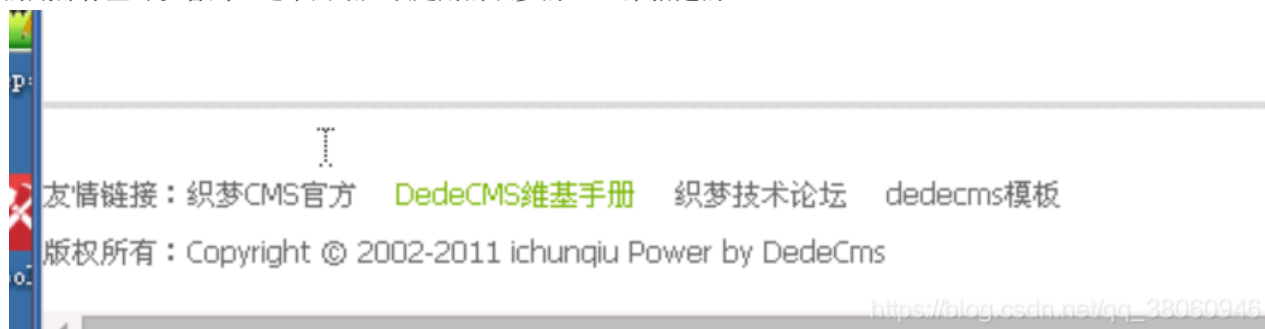 ep
友情链接：织梦CMS官方 DedeCMS维基手册 织梦技术论坛 dedecms模板
版权所有：Copyright © 2002-2011 ichunqiu Power by DedeCms
ol
https://blog.csdn.net/qq_38060946